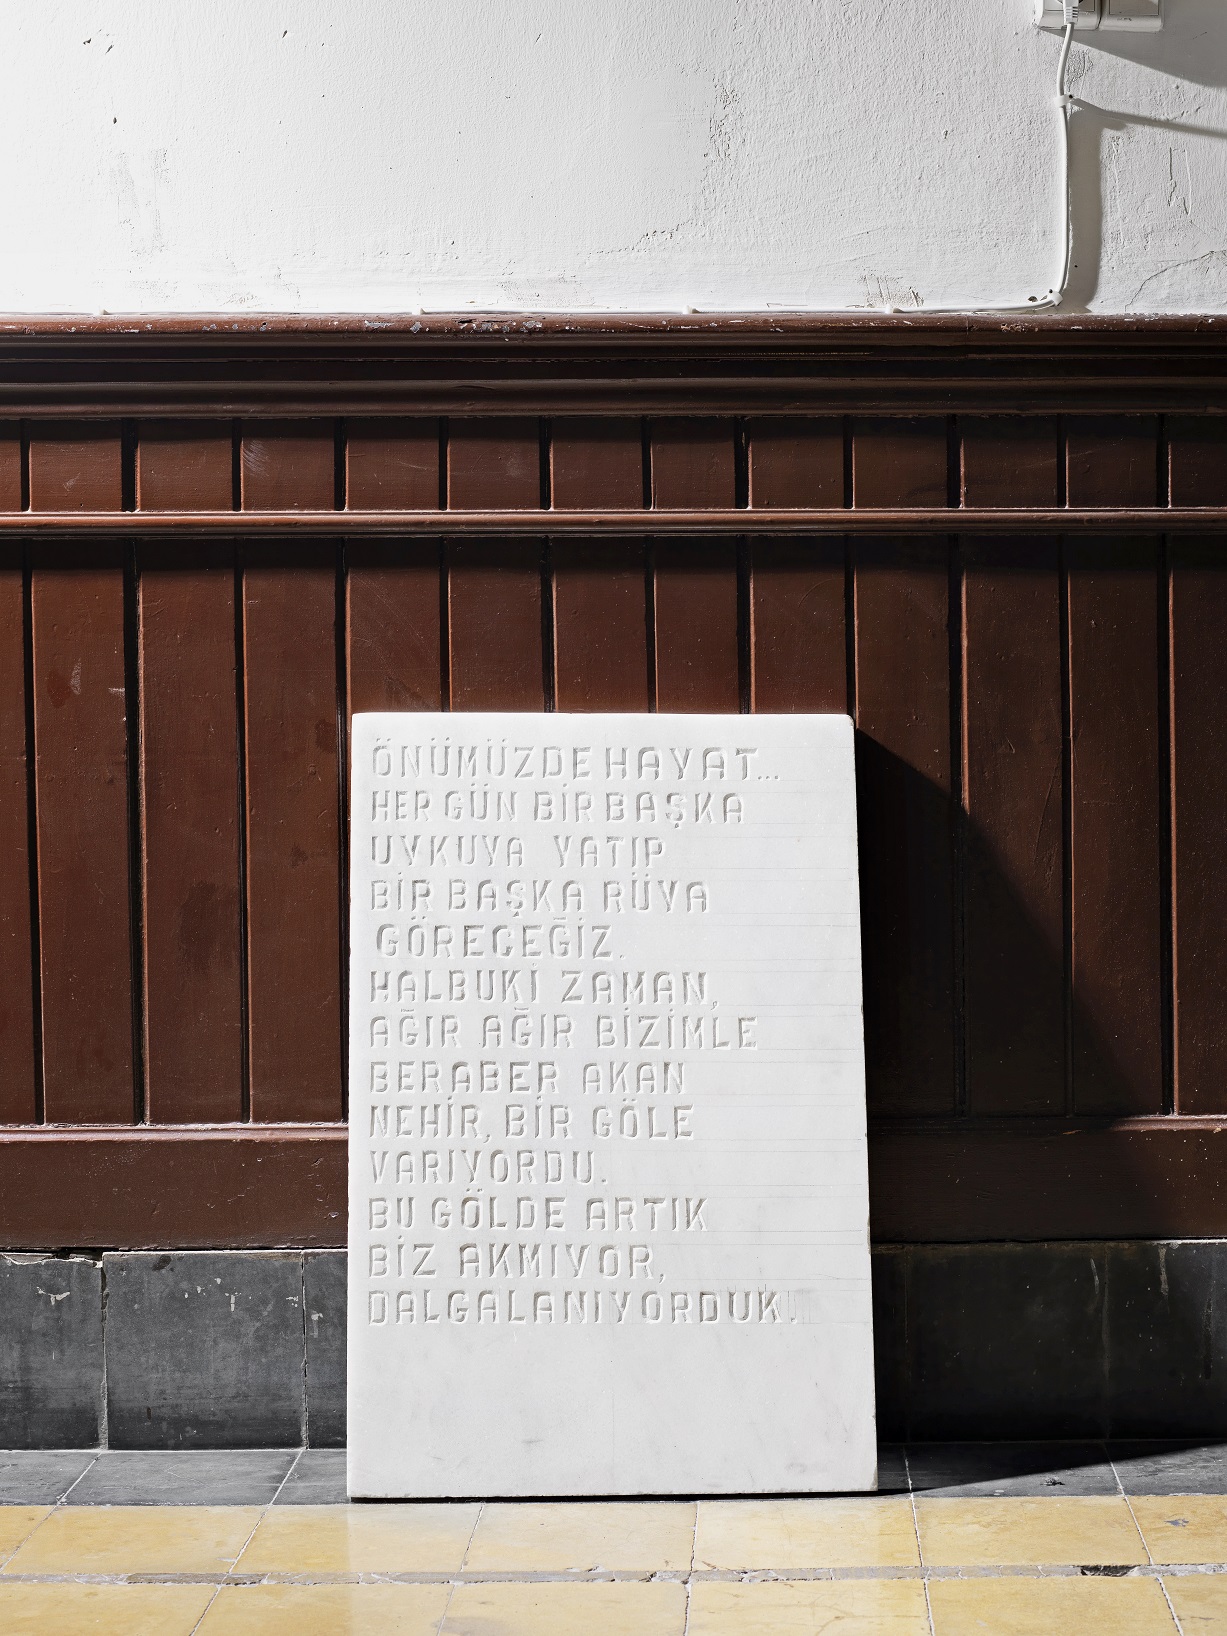 ÖNÜMÜZDE HAYAT...
HER GÜN BİR BAŞKA
UYKUYA YATIP
BİR BAŞKA RÜYA
GÖRECEĞİZ.
HALBUKİ ZAMAN,
AĞIR AĞIR BİZİMLE
BERABER AKAN
NEHİR, BİR GÖLE
VARIYORDU.
BU GÖLDE ARTIK
BİZ AKMIYOR,
DALGALANIYORDUK.